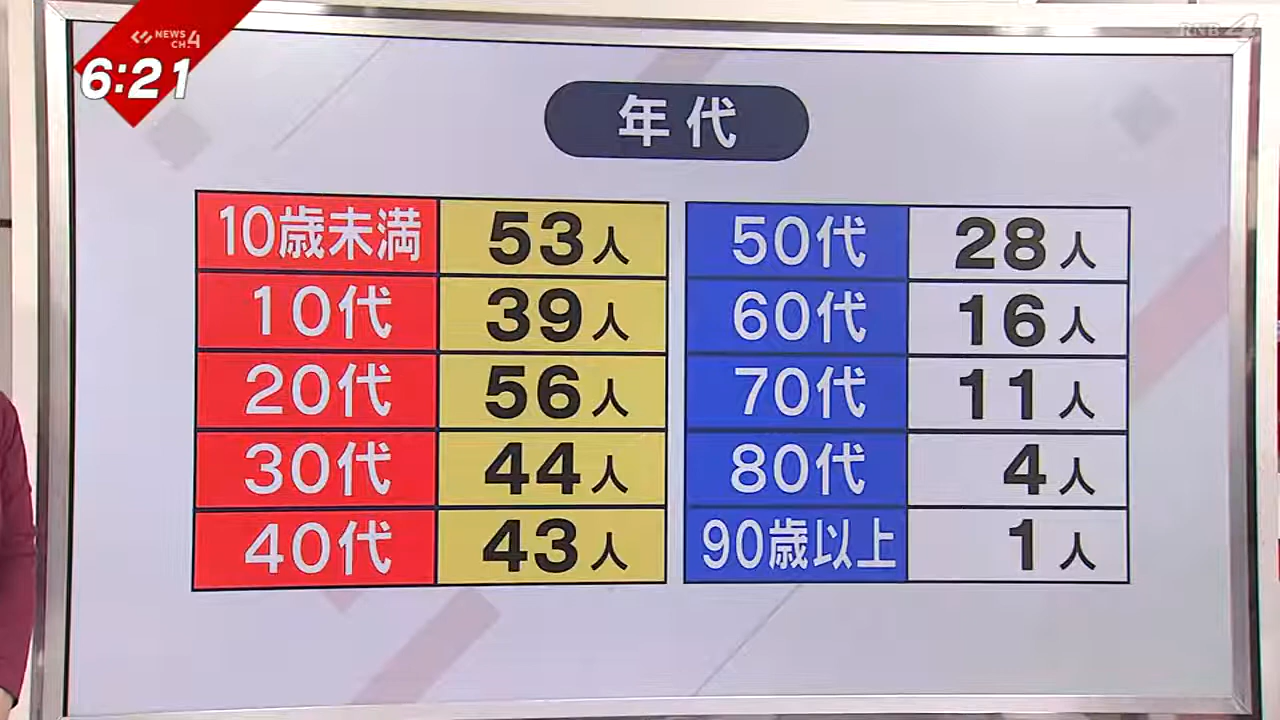 NEWS
CH.4
6:21
RNB 4
年代
10歳未満 53人
10代 39人
20代 56人
30代 44人
40代 43人
50代 28人
60代 16人
70代 11人
80代 4人
90歳以上 1人